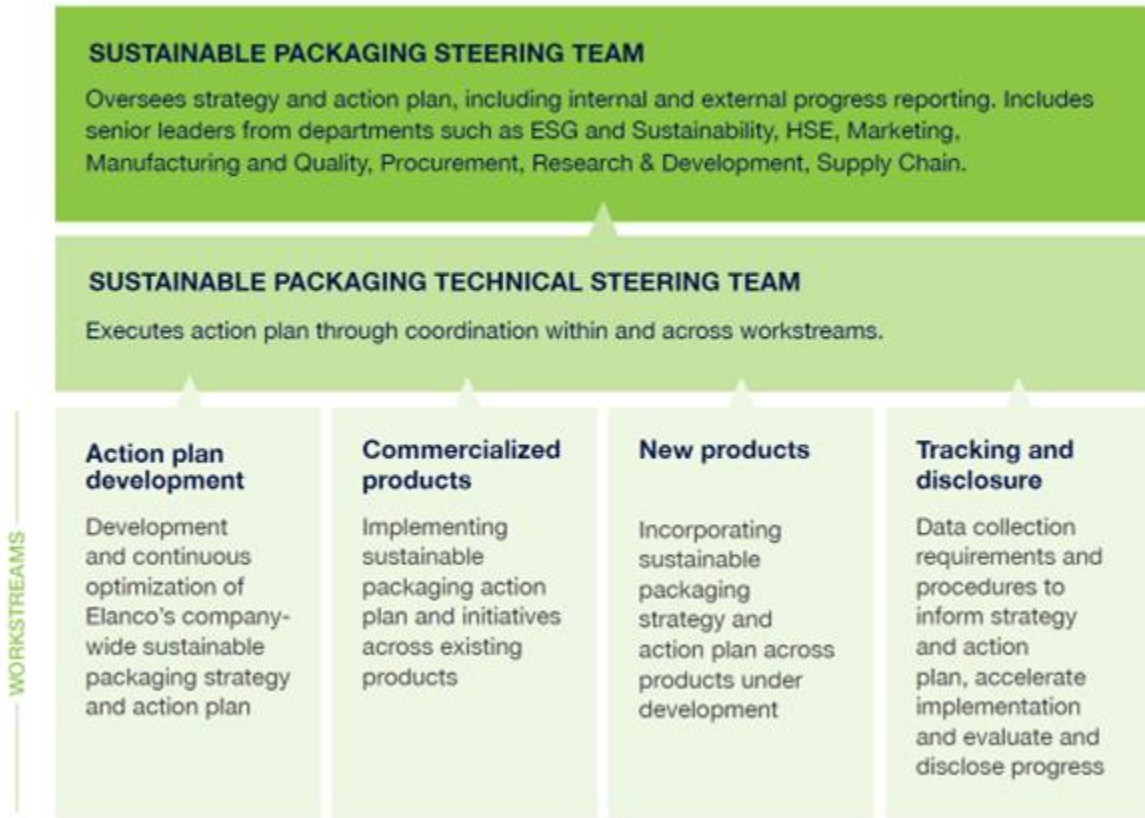 SUSTAINABLE PACKAGING STEERING TEAM
Oversees strategy and action plan, including internal and external progress reporting. Includes
senior leaders from departments such as ESG and Sustainability, HSE, Marketing,
Manufacturing and Quality, Procurement, Research & Development, Supply Chain.
SUSTAINABLE PACKAGING TECHNICAL STEERING TEAM
Executes action plan through coordination within and across workstreams.
WORKSTREAMS
Action plan
development
Development
and continuous
optimization of
Elanco's company-
wide sustainable
packaging strategy
and action plan
Commercialized
products
Implementing
sustainable
packaging action
plan and initiatives
across existing
products
New products
Incorporating
sustainable
packaging
strategy and
action plan across
products under
development
Tracking and
disclosure
Data collection
requirements and
procedures to
inform strategy
and action
plan, accelerate
implementation
and evaluate and
disclose progress